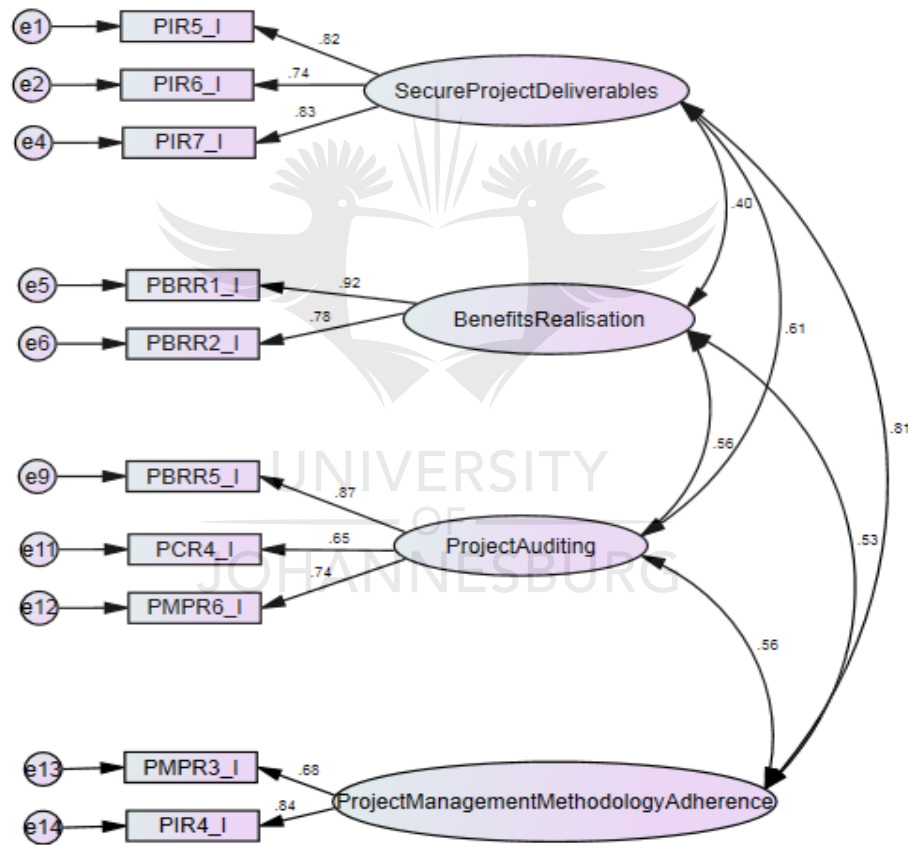 e1 PIR5_I .82
e2 PIR6_I .74 SecureProjectDeliverables
e4 PIR7_I .83
.40
e5 PBRR1_I .92
BenefitsRealisation
e6 PBRR2_I .78
.61
.81
.56
UNIVERSITY
e9 PBRR5_I .87
OF
.53
e11 PCR4_I .65 ProjectAuditing
JOHANNESBURG
e12 PMPR6_I .74
.56
e13 PMPR3_I .68
ProjectManagementMethodologyAdherence
e14 PIR4_I .84